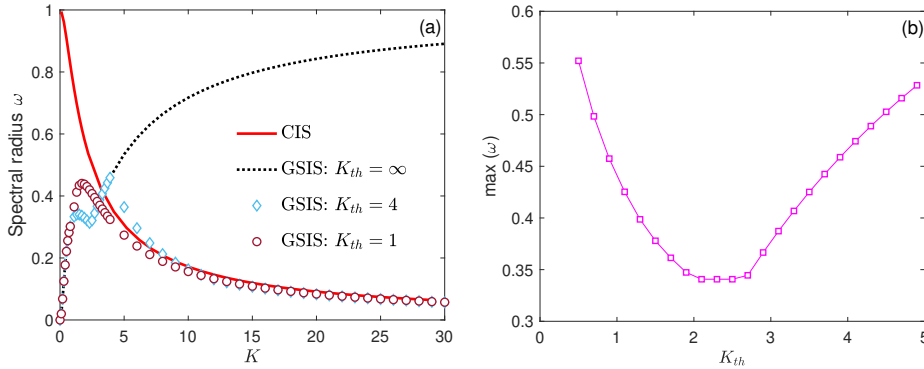 (a)
1
0.8
0.6
0.4
0.2
0
0 5 10 15 20 25 30
K
Spectral radius ω
CIS
GSIS: K_th = ∞
GSIS: K_th = 4
GSIS: K_th = 1
(b)
0.6
0.55
0.5
0.45
0.4
0.35
0.3
0 1 2 3 4 5
K_th
max (ω)